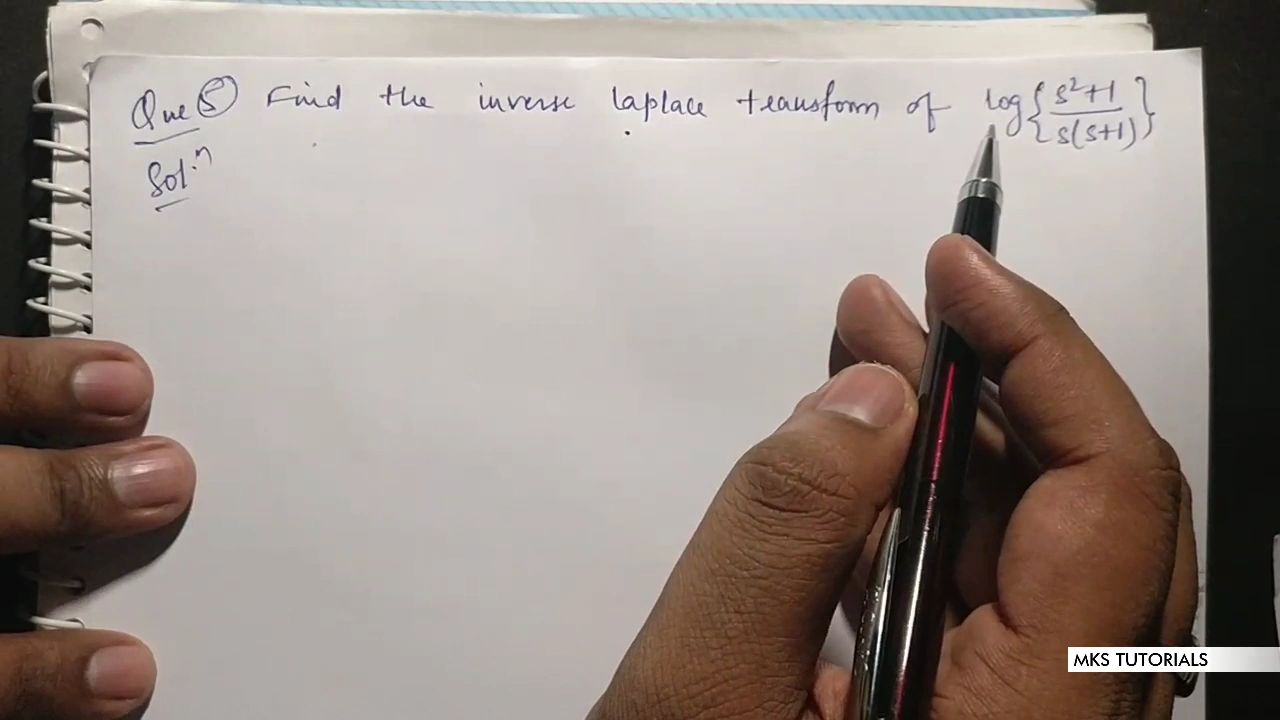 Que ⑤ Find the inverse laplace transform of log{s²+1 / s(s+1)}
Sol.ⁿ
MKS TUTORIALS